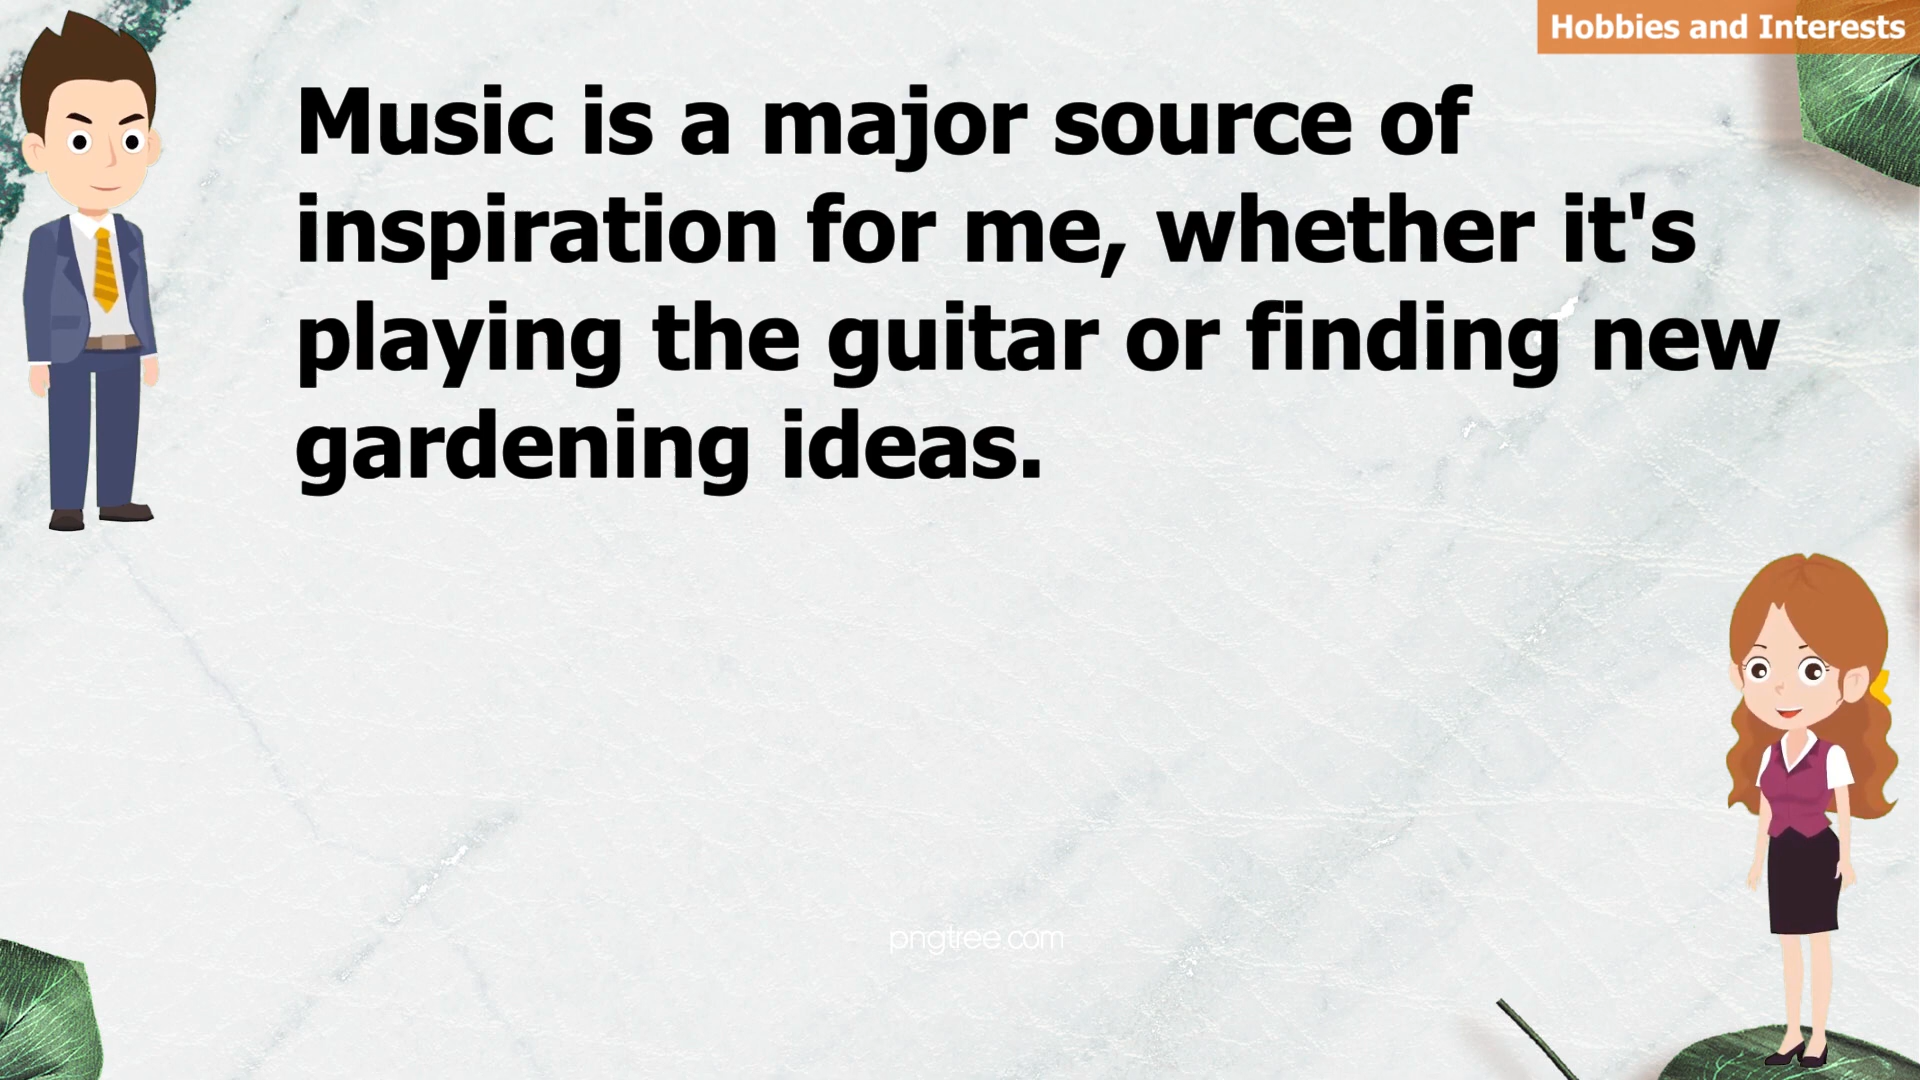 Hobbies and Interests
Music is a major source of
inspiration for me, whether it's
playing the guitar or finding new
gardening ideas.
pngtree.com